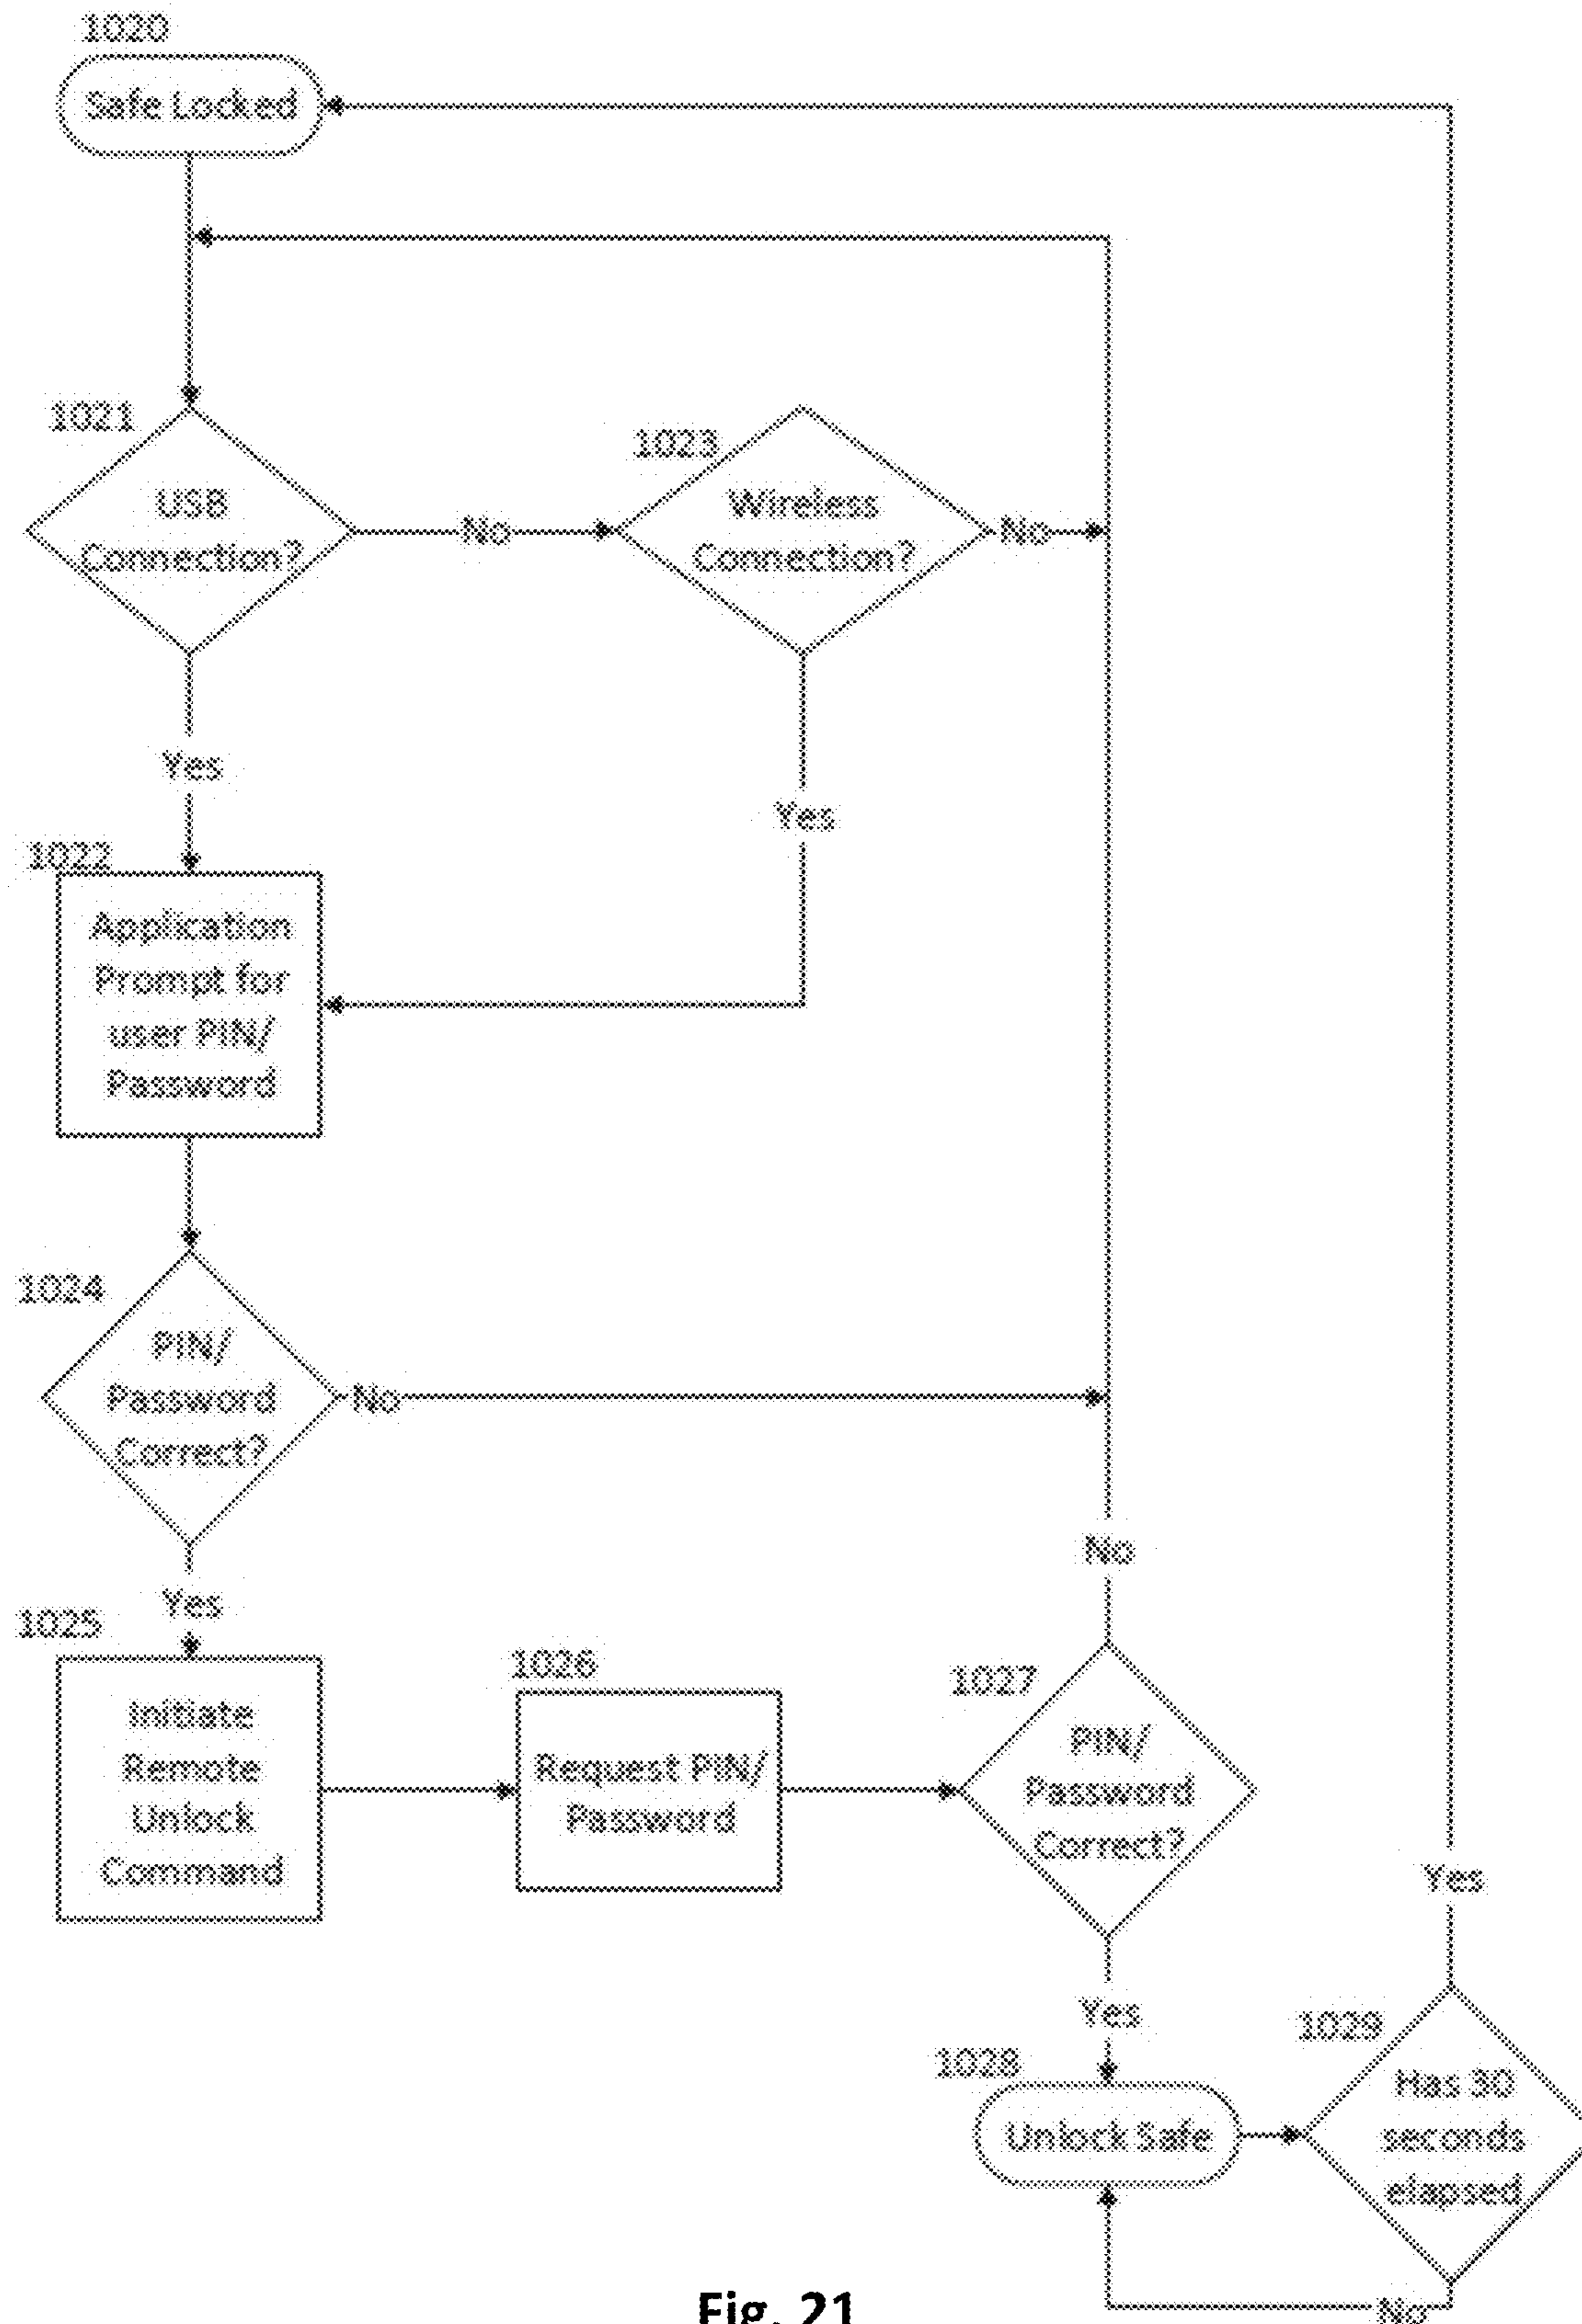 1020
Safe Locked
1021
USB
Connection?
No
1023
Wireless
Connection?
No
Yes
Yes
1022
Application
Prompt for
user PIN/
Password
1024
PIN/
Password
Correct?
No
Yes
No
1025
Initiate
Remote
Unlock
Command
1026
Request PIN/
Password
1027
PIN/
Password
Correct?
Yes
Yes
1028
Unlock Safe
1029
Has 30
seconds
elapsed
No
Fig. 21